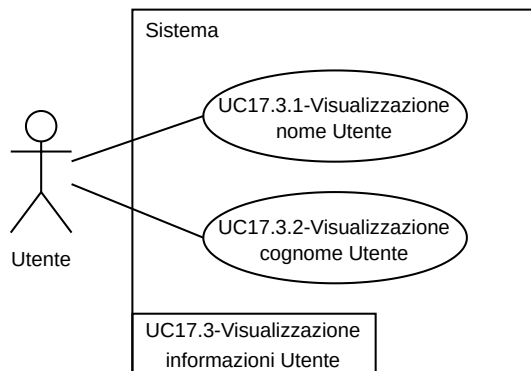 Sistema
UC17.3.1-Visualizzazione
nome Utente
UC17.3.2-Visualizzazione
cognome Utente
Utente
UC17.3-Visualizzazione
informazioni Utente